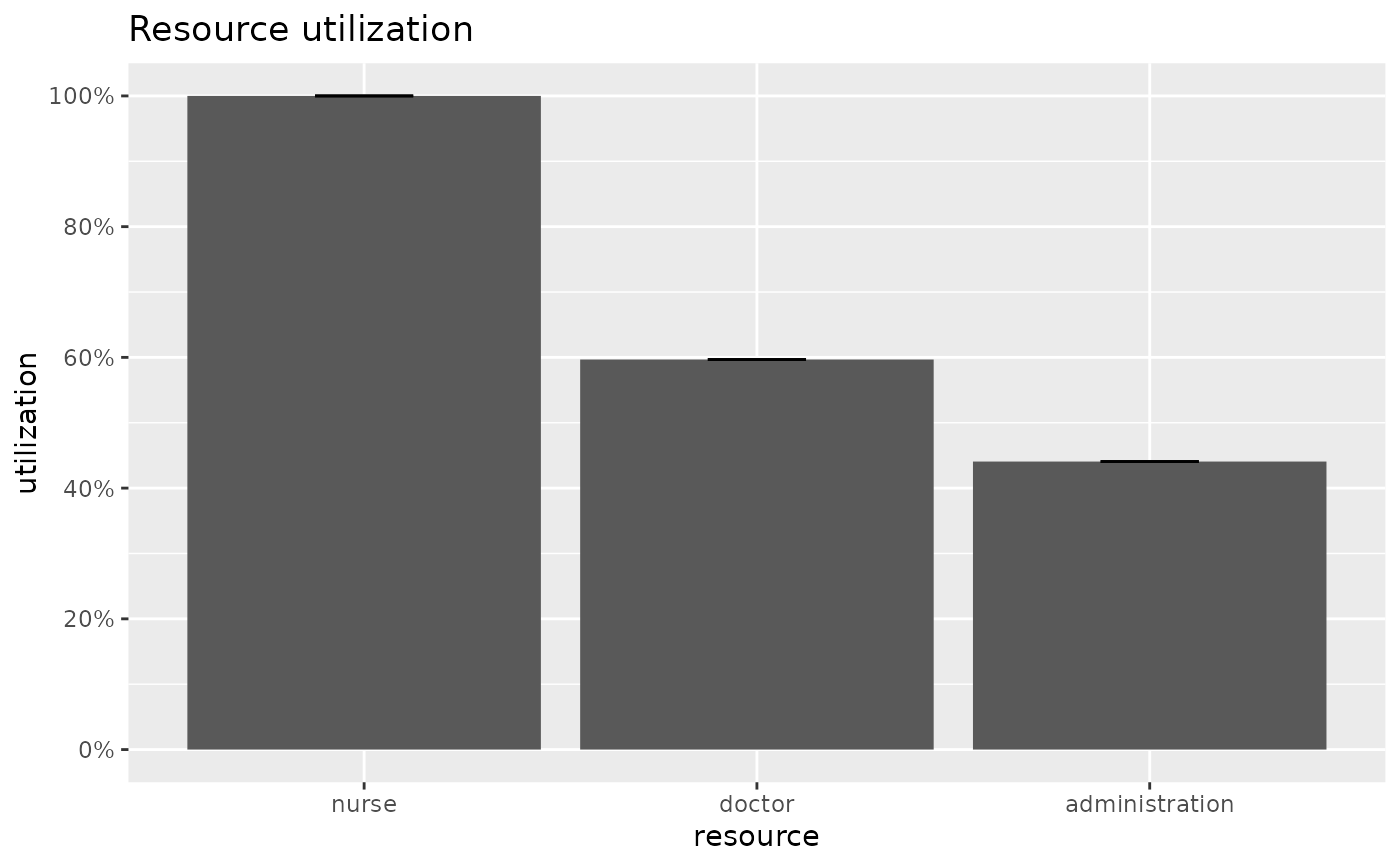 Resource utilization
100%
80%
60%
40%
20%
0%
utilization
nurse
doctor
administration
resource